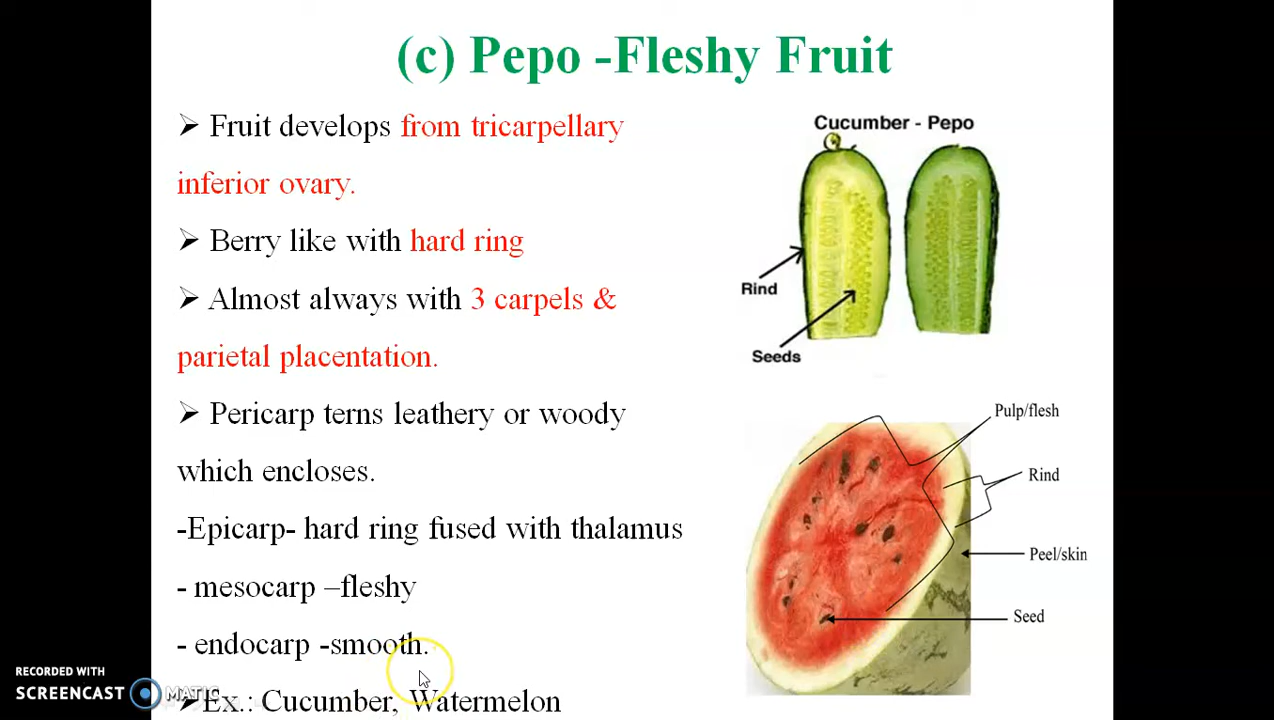 (c) Pepo -Fleshy Fruit
➢ Fruit develops from tricarpellary
inferior ovary.
➢ Berry like with hard ring
➢ Almost always with 3 carpels &
parietal placentation.
➢ Pericarp terns leathery or woody
which encloses.
-Epicarp- hard ring fused with thalamus
- mesocarp –fleshy
- endocarp -smooth.
➢Ex.: Cucumber, Watermelon
Cucumber - Pepo
Rind
Seeds
Pulp/flesh
Rind
Peel/skin
Seed
RECORDED WITH
SCREENCAST MATIC